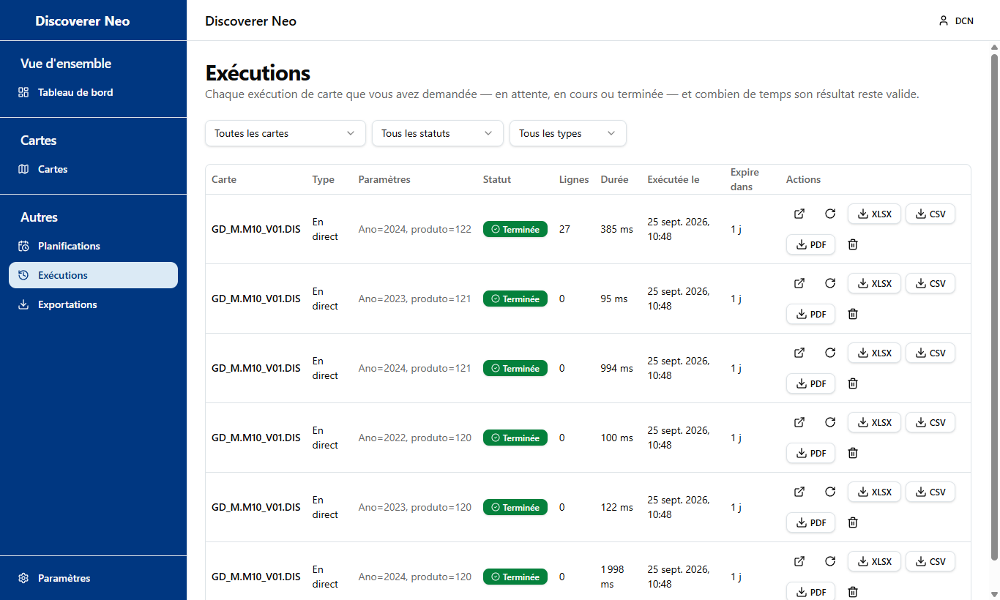 Discoverer Neo
Discoverer Neo
DCN
Vue d'ensemble
Tableau de bord
Cartes
Cartes
Autres
Planifications
Exécutions
Exportations
Paramètres
Exécutions
Chaque exécution de carte que vous avez demandée — en attente, en cours ou terminée — et combien de temps son résultat reste valide.
Toutes les cartes
Tous les statuts
Tous les types
Carte Type Paramètres Statut Lignes Durée Exécutée le Expire dans Actions
GD_M.M10_V01.DIS En direct Ano=2024, produto=122 Terminée 27 385 ms 25 sept. 2026, 10:48 1 j XLSX CSV PDF
GD_M.M10_V01.DIS En direct Ano=2023, produto=121 Terminée 0 95 ms 25 sept. 2026, 10:48 1 j XLSX CSV PDF
GD_M.M10_V01.DIS En direct Ano=2024, produto=121 Terminée 0 994 ms 25 sept. 2026, 10:48 1 j XLSX CSV PDF
GD_M.M10_V01.DIS En direct Ano=2022, produto=120 Terminée 0 100 ms 25 sept. 2026, 10:48 1 j XLSX CSV PDF
GD_M.M10_V01.DIS En direct Ano=2023, produto=120 Terminée 0 122 ms 25 sept. 2026, 10:48 1 j XLSX CSV PDF
GD_M.M10_V01.DIS En direct Ano=2024, produto=120 Terminée 0 1 998 ms 25 sept. 2026, 10:48 1 j XLSX CSV PDF